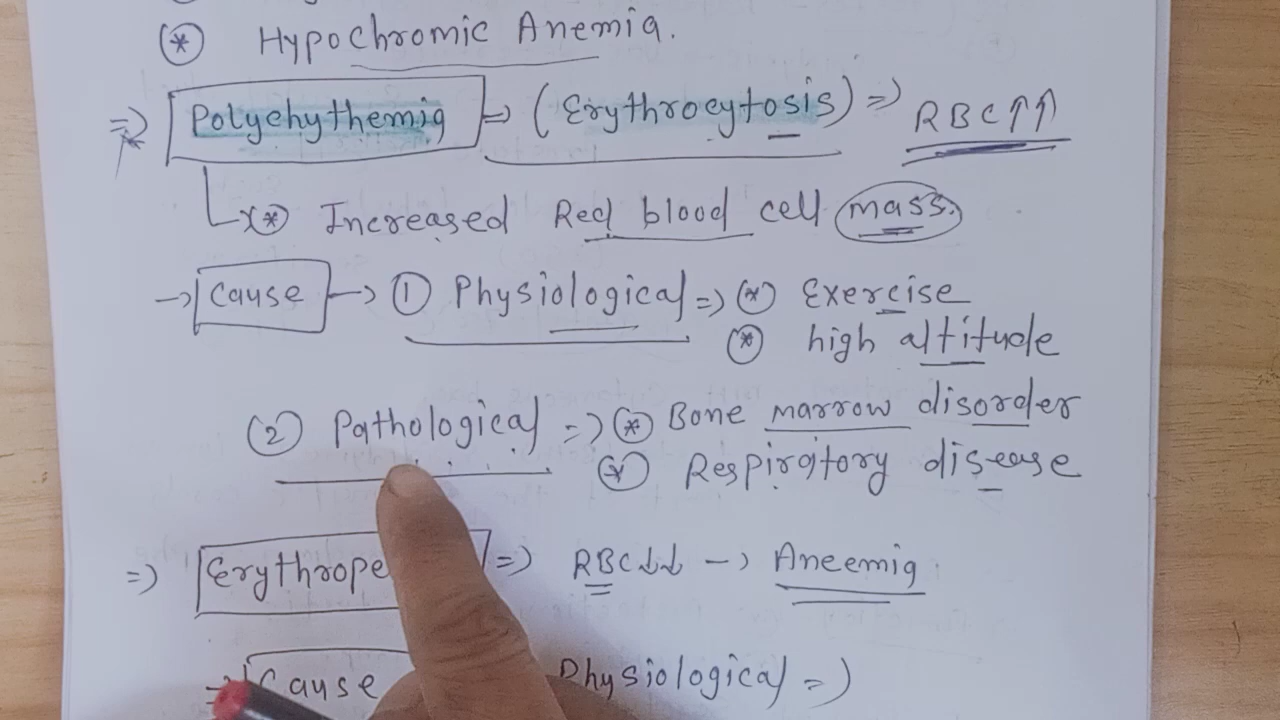 * Hypochromic Anemia.
=> Polychythemia => (Erythrocytosis) => RBC↑↑
* Increased Red blood cell mass.
-> Cause -> 1 Physiological => * Exercise
* high altitude
2 Pathological => * Bone marrow disorder
* Respiratory disease
=> => RBC↓↓ -> Aneemia
-> Cause Physiological =>